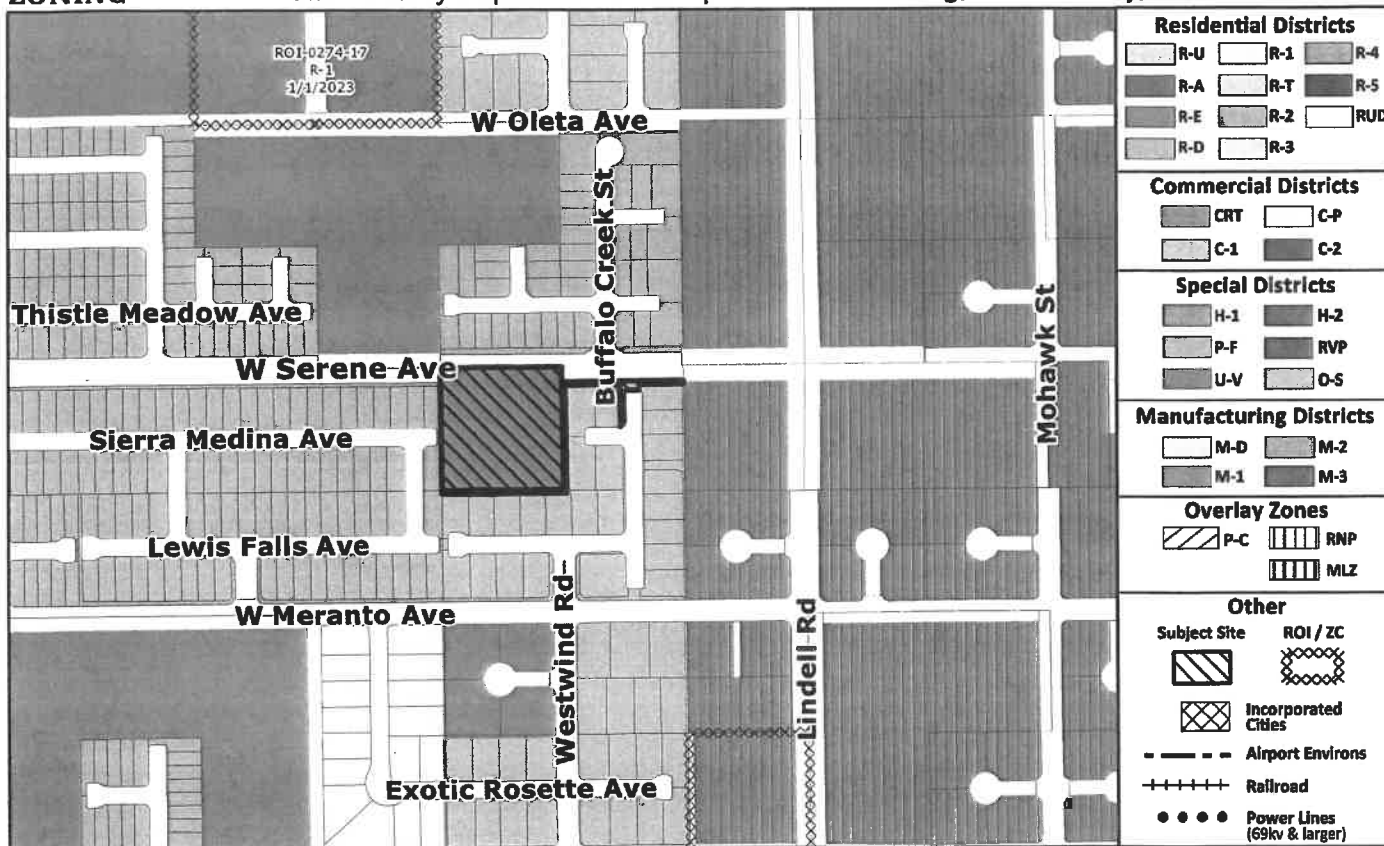 ZONING
ROI-0274-17
R-1
1/1/2023
W Oleta Ave
Buffalo Creek St
Thistle Meadow Ave
W Serene Ave
Mohawk St
Sierra Medina Ave
Lewis Falls Ave
W Meranto Ave
Westwind Rd
Lindell Rd
Exotic Rosette Ave
Residential Districts
R-U R-1 R-4
R-A R-T R-5
R-E R-2 RUD
R-D R-3
Commercial Districts
CRT C-P
C-1 C-2
Special Districts
H-1 H-2
P-F RVP
U-V O-S
Manufacturing Districts
M-D M-2
M-1 M-3
Overlay Zones
P-C RNP
MLZ
Other
Subject Site ROI / ZC
Incorporated
Cities
Airport Environs
Railroad
Power Lines
(69kv & larger)